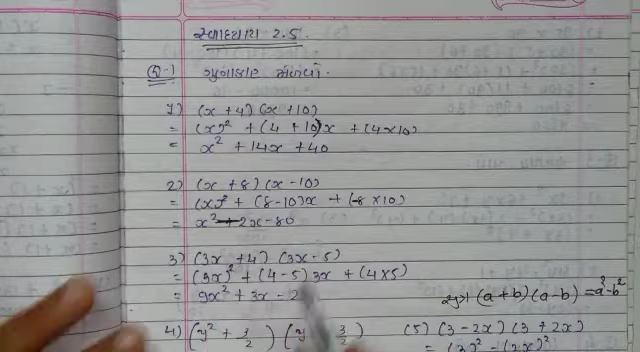 સ્વાધ્યાય 2.5.
પ્ર-1 ગુણાકાર મેળવો.
1) (x + 4) (x + 10)
= (x)² + (4 + 10)x + (4×10)
= x² + 14x + 40
2) (x + 8) (x - 10)
= (x)² + (8-10)x + (-8×10)
= x² + 2x - 80
3) (3x + 4) (3x - 5)
= (3x)² + (4 - 5) 3x + (4×5)
= 9x² + 3x - 2
સૂત્ર (a + b) (a - b) = a² - b²
4) (y² + 3/2) (y 3/2)
(5) (3 - 2x) (3 + 2x)
= (3)² - (2x)²